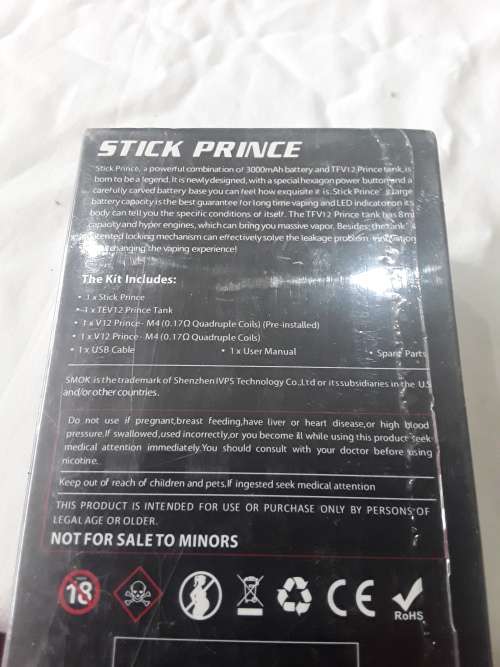 STICK PRINCE
Stick Prince, a powerful combination of 3000mAh battery and TFV12 Prince tank, is
born to be a legend. It is newly designed, with a special hexagon power button and a
carefully carved battery base you can feel how exquisite it is. Stick Prince' s large
battery capacity is the best guarantee for long time vaping and LED indicator on its
body can tell you the specific conditions of itself. The TFV12 Prince tank has 8ml
capacity and hyper engines, which can bring you massive vapor. Besides, the tank' s
patented locking mechanism can effectively solve the leakage problem. Innovation
changing the vaping experience!
The Kit Includes:
• 1 x Stick Prince
• 1 x TFV12 Prince Tank
• 1 x V12 Prince- M4 (0.17Ω Quadruple Coils) (Pre-installed)
• 1 x V12 Prince- M4 (0.17Ω Quadruple Coils)
• 1 x USB Cable • 1 x User Manual • Spare Parts
SMOK is the trademark of Shenzhen IVPS Technology Co.,Ltd or its subsidiaries in the U.S
and/or other countries.
Do not use if pregnant,breast feeding,have liver or heart disease,or high blood
pressure.If swallowed,used incorrectly,or you become ill while using this product seek
medical attention immediately.You should consult with your doctor before using
nicotine.
Keep out of reach of children and pets.If ingested seek medical attention
THIS PRODUCT IS INTENDED FOR USE OR PURCHASE ONLY BY PERSONS OF
LEGAL AGE OR OLDER.
NOT FOR SALE TO MINORS
18
CE
RoHS